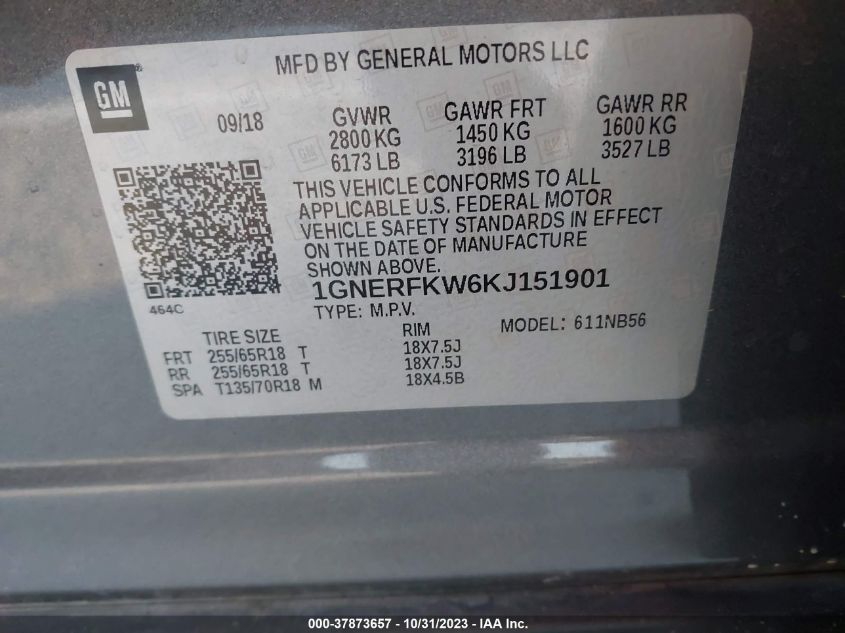 MFD BY GENERAL MOTORS LLC
GM
09/18
GVWR GAWR FRT GAWR RR
2800 KG 1450 KG 1600 KG
6173 LB 3196 LB 3527 LB
THIS VEHICLE CONFORMS TO ALL
APPLICABLE U.S. FEDERAL MOTOR
VEHICLE SAFETY STANDARDS IN EFFECT
ON THE DATE OF MANUFACTURE
SHOWN ABOVE.
1GNERFKW6KJ151901
464C
TYPE: M.P.V. MODEL: 611NB56
TIRE SIZE RIM
FRT 255/65R18 T 18X7.5J
RR 255/65R18 T 18X7.5J
SPA T135/70R18 M 18X4.5B
000-37873657 - 10/31/2023 - IAA Inc.